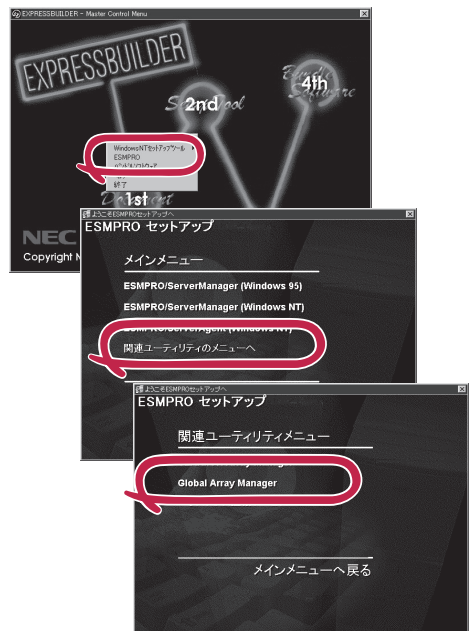 EXPRESSBUILDER - Master Control Menu
EXPRESSBUILDER
2nd
4th
WindowsNTセットアップツール
ESMPRO
終了
1st
NEC
Copyright N
ようこそESMPROセットアップへ
ESMPRO セットアップ
メインメニュー
ESMPRO/ServerManager (Windows 95)
ESMPRO/ServerManager (Windows NT)
ESMPRO/ServerAgent (Windows NT)
関連ユーティリティのメニューへ
ようこそESMPROセットアップへ
ESMPRO セットアップ
関連ユーティリティメニュー
Global Array Manager
メインメニューへ戻る